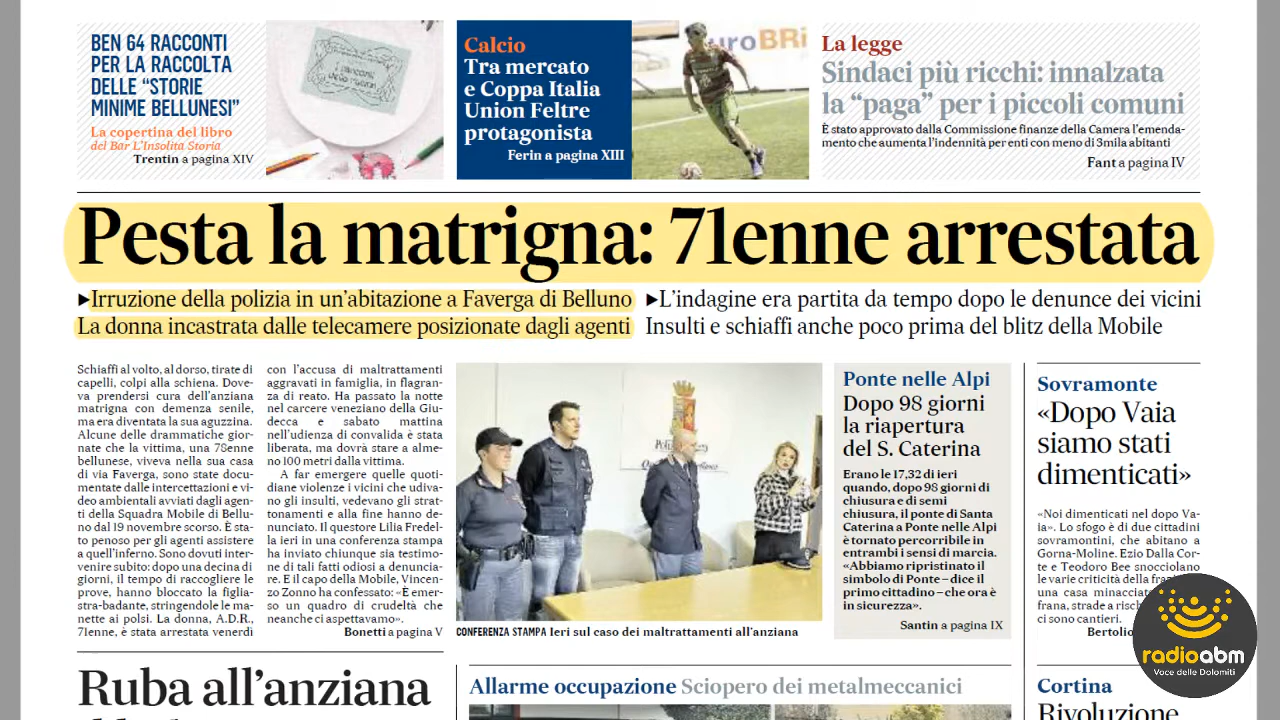 BEN 64 RACCONTI
PER LA RACCOLTA
DELLE “STORIE
MINIME BELLUNESI”
La copertina del libro
del Bar L'Insolita Storia
Trentin a pagina XIV
Calcio
Tra mercato
e Coppa Italia
Union Feltre
protagonista
Ferin a pagina XIII
uroBRi
La legge
Sindaci più ricchi: innalzata
la “paga” per i piccoli comuni
È stato approvato dalla Commissione finanze della Camera l'emenda-
mento che aumenta l'indennità per enti con meno di 3mila abitanti
Fant a pagina IV
Pesta la matrigna: 71enne arrestata
►Irruzione della polizia in un'abitazione a Faverga di Belluno
La donna incastrata dalle telecamere posizionate dagli agenti
►L'indagine era partita da tempo dopo le denunce dei vicini
Insulti e schiaffi anche poco prima del blitz della Mobile
Schiaffi al volto, al dorso, tirate di
capelli, colpi alla schiena. Dove-
va prendersi cura dell'anziana
matrigna con demenza senile,
ma era diventata la sua aguzzina.
Alcune delle drammatiche gior-
nate che la vittima, una 78enne
bellunese, viveva nella sua casa
di via Faverga, sono state docu-
mentate dalle intercettazioni e vi-
deo ambientali avviati dagli agen-
ti della Squadra Mobile di Bellu-
no dal 19 novembre scorso. È sta-
to penoso per gli agenti assistere
a quell'inferno. Sono dovuti inter-
venire subito: dopo una decina di
giorni, il tempo di raccogliere le
prove, hanno bloccato la figlia-
stra-badante, stringendole le ma-
nette ai polsi. La donna, A.D.R.,
71enne, è stata arrestata venerdì
con l'accusa di maltrattamenti
aggravati in famiglia, in flagran-
za di reato. Ha passato la notte
nel carcere veneziano della Giu-
decca e sabato mattina
nell'udienza di convalida è stata
liberata, ma dovrà stare a alme-
no 100 metri dalla vittima.
A far emergere quelle quoti-
diane violenze i vicini che udiva-
no gli insulti, vedevano gli strat-
tonamenti e alla fine hanno de-
nunciato. Il questore Lilia Fredel-
la ieri in una conferenza stampa
ha inviato chiunque sia testimo-
ne di tali fatti odiosi a denuncia-
re. E il capo della Mobile, Vincen-
zo Zonno ha confessato: «È emer-
so un quadro di crudeltà che
neanche ci aspettavamo».
Bonetti a pagina V
CONFERENZA STAMPA Ieri sul caso dei maltrattamenti all'anziana
Ponte nelle Alpi
Dopo 98 giorni
la riapertura
del S. Caterina
Erano le 17,32 di ieri
quando, dopo 98 giorni di
chiusura e di semi
chiusura, il ponte di Santa
Caterina a Ponte nelle Alpi
è tornato percorribile in
entrambi i sensi di marcia.
«Abbiamo ripristinato il
simbolo di Ponte – dice il
primo cittadino – che ora è
in sicurezza».
Santin a pagina IX
Sovramonte
«Dopo Vaia
siamo stati
dimenticati»
«Noi dimenticati nel dopo Va-
ia». Lo sfogo è di due cittadini
sovramontini, che abitano a
Gorna-Moline. Ezio Dalla Cor-
te e Teodoro Bee snocciolano
le varie criticità della
una casa minacciat
frana, strade a risch
ci sono cantieri.
radioabm
Voce delle Dolomiti
Ruba all'anziana
Allarme occupazione Sciopero dei metalmeccanici
Cortina
Rivoluzione